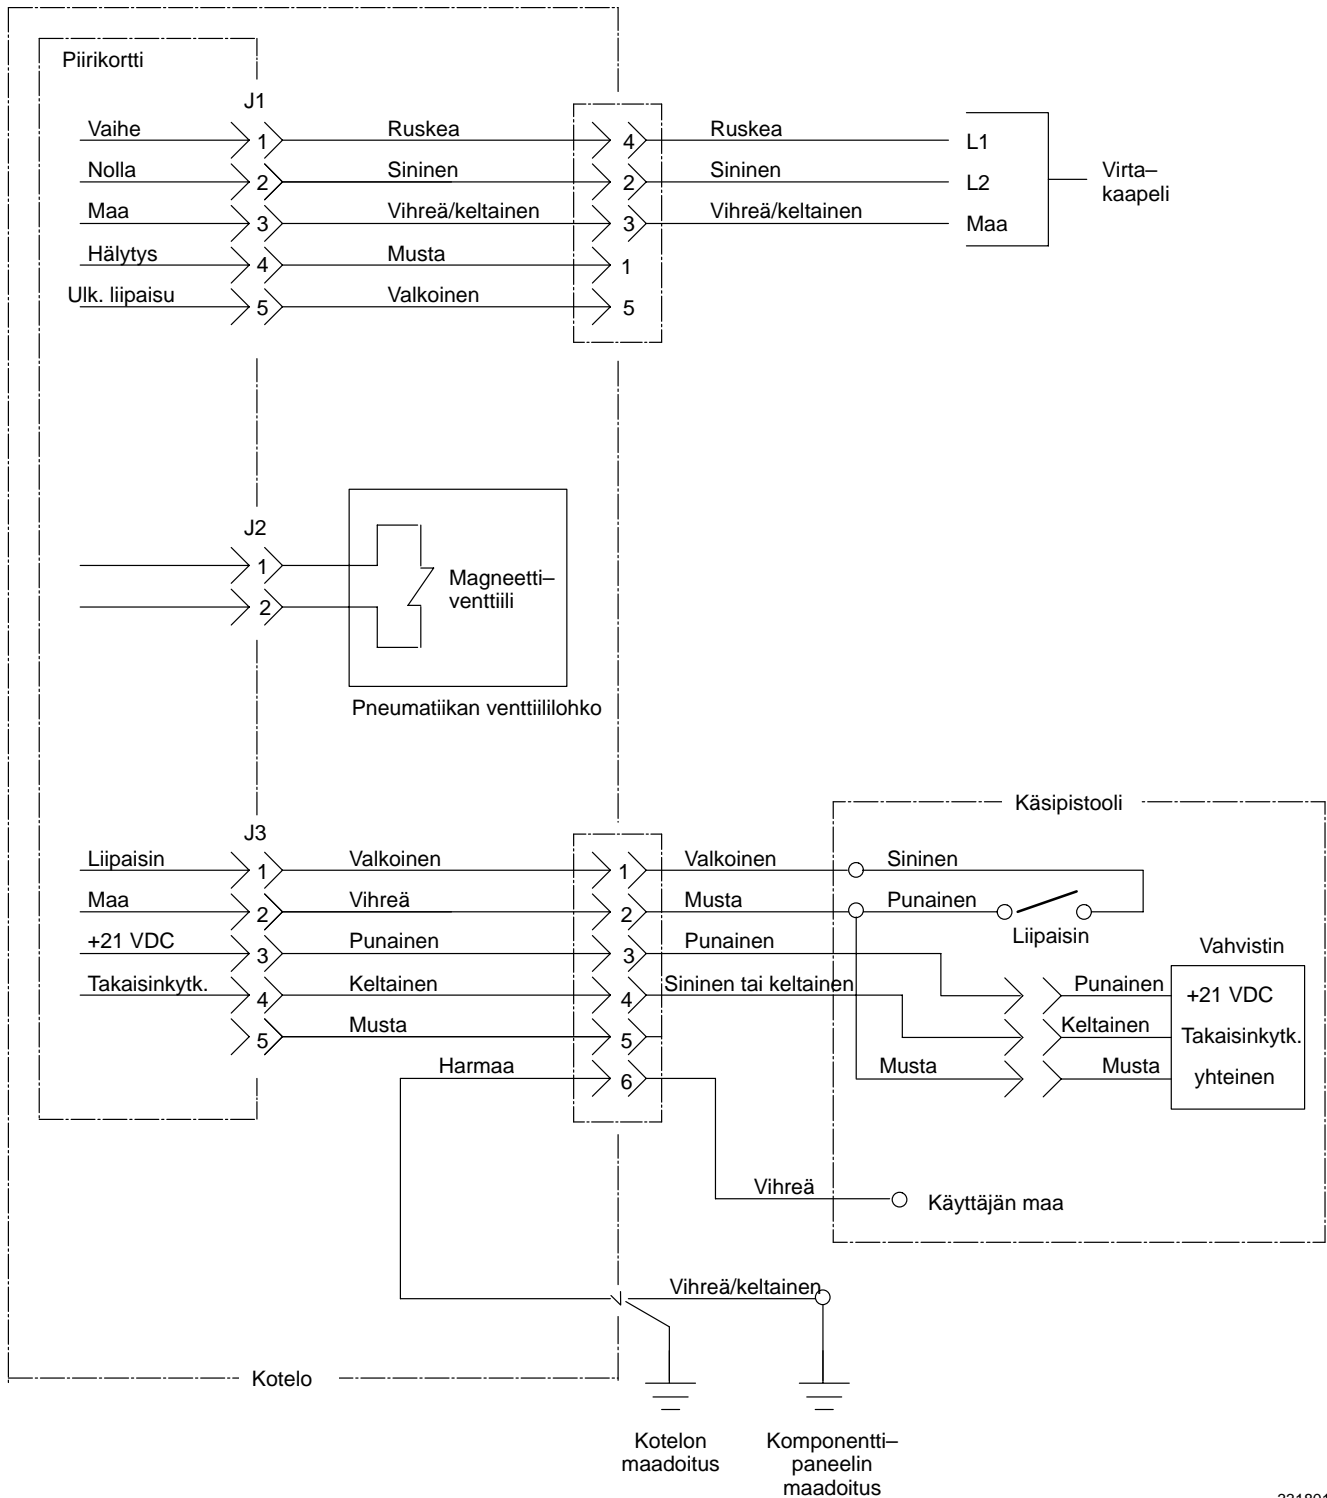 Piirikortti
J1
Vaihe 1 Ruskea 4 Ruskea L1
Nolla 2 Sininen 2 Sininen L2
Maa 3 Vihreä/keltainen 3 Vihreä/keltainen Maa
Virta–
kaapeli
Hälytys 4 Musta 1
Ulk. liipaisu 5 Valkoinen 5
J2
1
2
Magneetti–
venttiili
Pneumatiikan venttiililohko
Käsipistooli
J3
Liipaisin 1 Valkoinen 1 Valkoinen Sininen
Maa 2 Vihreä 2 Musta Punainen
Liipaisin
+21 VDC 3 Punainen 3 Punainen
Vahvistin
Takaisinkytk. 4 Keltainen 4 Sininen tai keltainen Punainen +21 VDC
5 Musta 5 Keltainen Takaisinkytk.
Harmaa 6 Musta Musta yhteinen
Vihreä Käyttäjän maa
Vihreä/keltainen
Kotelo
Kotelon
maadoitus
Komponentti–
paneelin
maadoitus